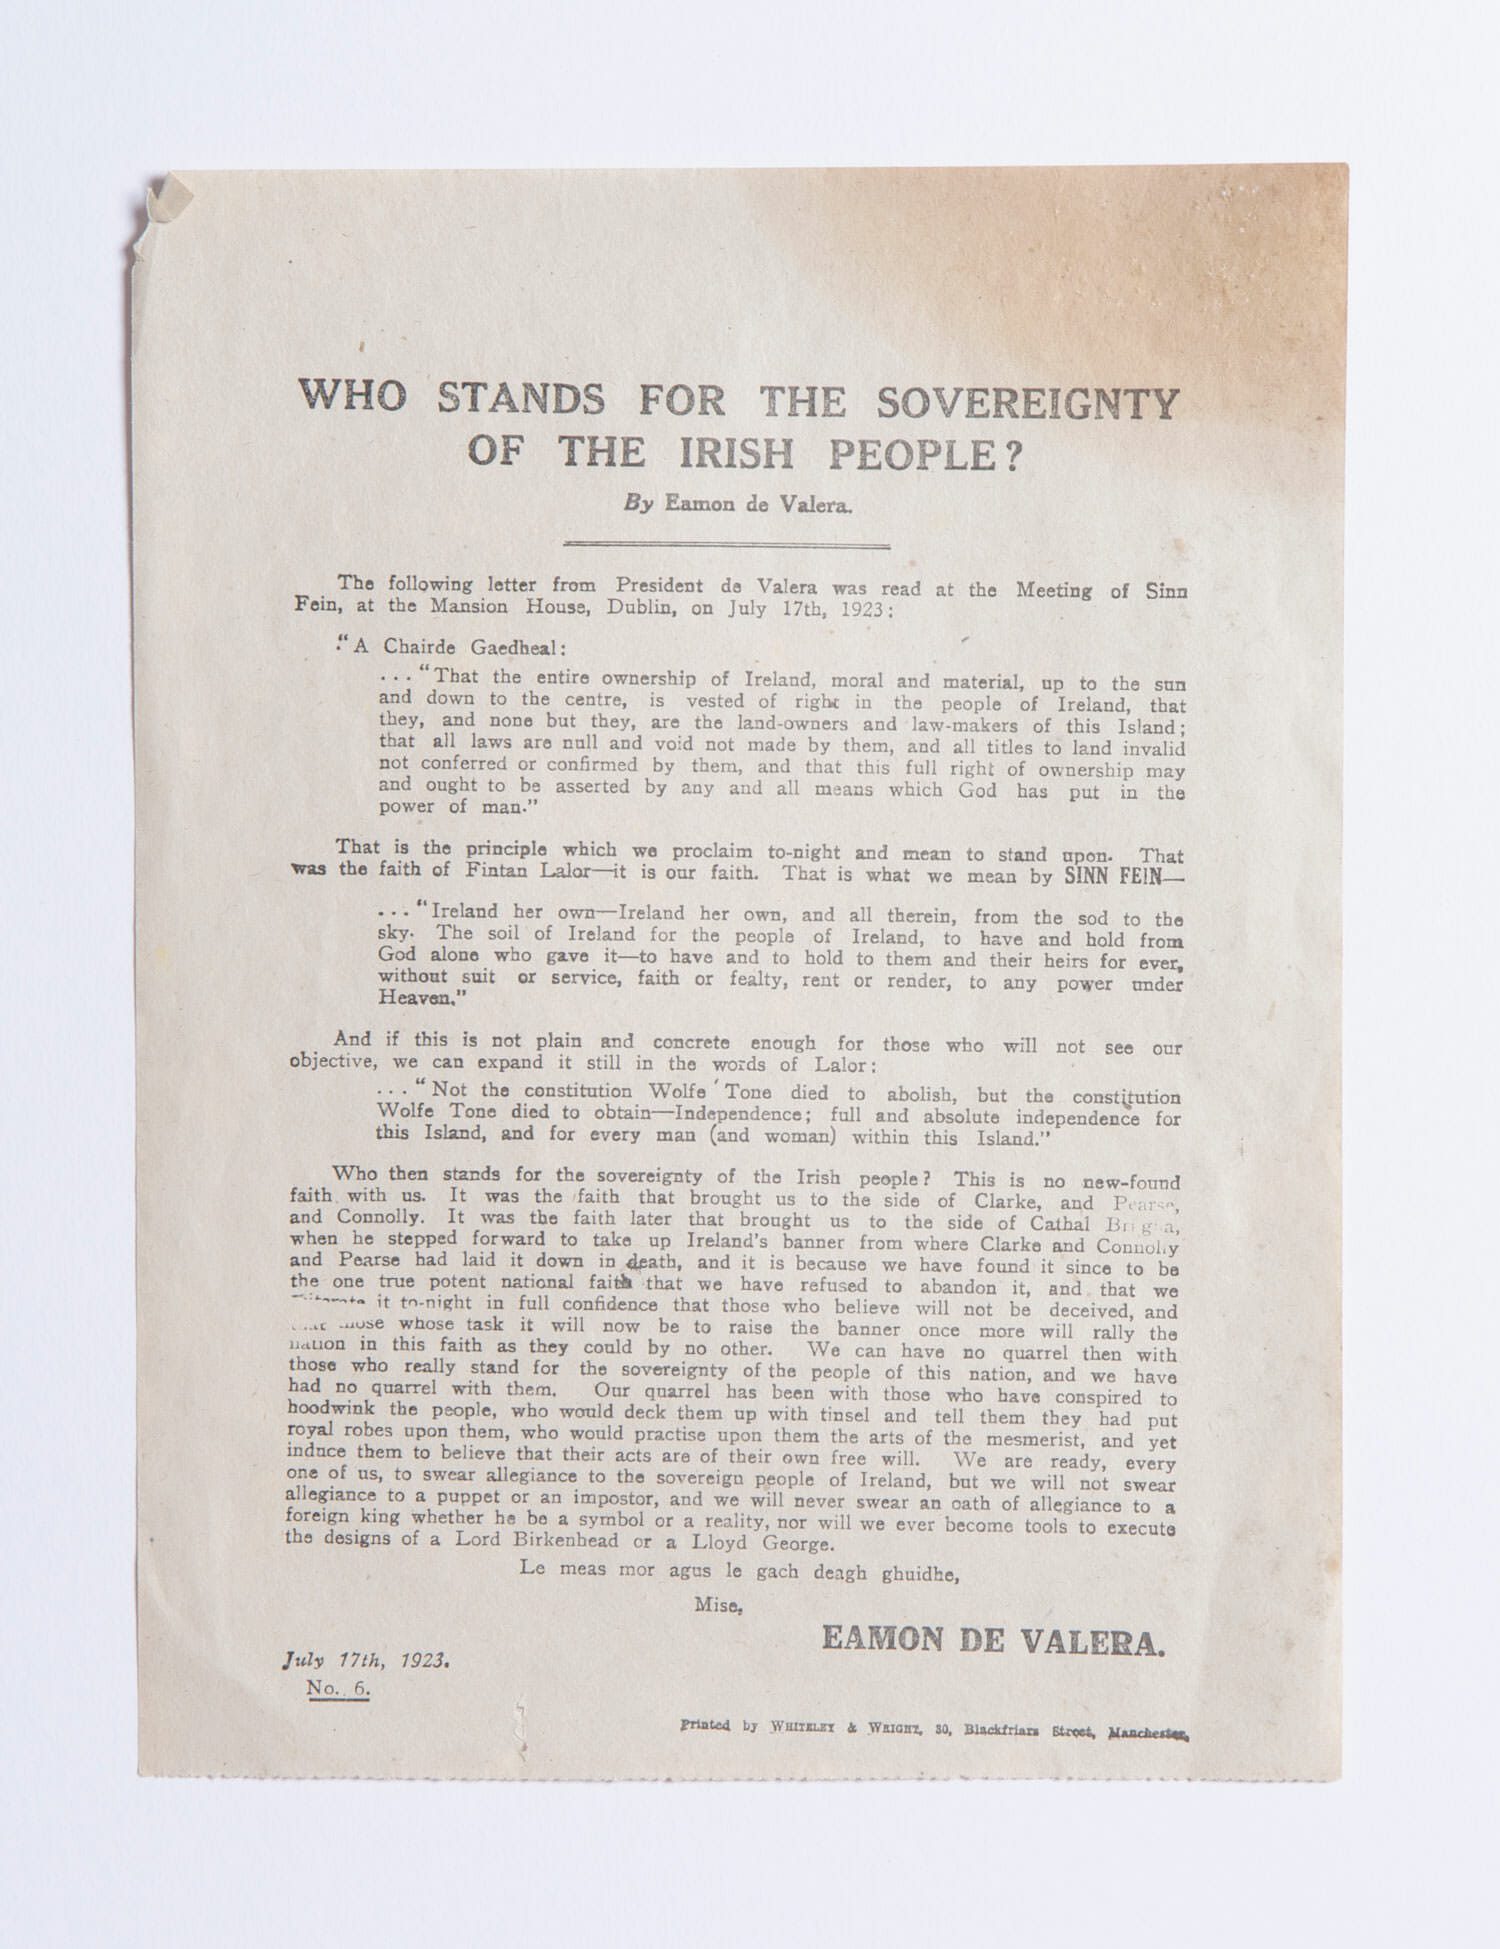 WHO STANDS FOR THE SOVEREIGNTY
OF THE IRISH PEOPLE?
By Eamon de Valera.
The following letter from President de Valera was read at the Meeting of Sinn
Fein, at the Mansion House, Dublin, on July 17th, 1923:
"A Chairde Gaedheal:
..."That the entire ownership of Ireland, moral and material, up to the sun
and down to the centre, is vested of right in the people of Ireland, that
they, and none but they, are the land-owners and law-makers of this Island;
that all laws are null and void not made by them, and all titles to land invalid
not conferred or confirmed by them, and that this full right of ownership may
and ought to be asserted by any and all means which God has put in the
power of man."
That is the principle which we proclaim to-night and mean to stand upon. That
was the faith of Fintan Lalor—it is our faith. That is what we mean by SINN FEIN—
..."Ireland her own—Ireland her own, and all therein, from the sod to the
sky. The soil of Ireland for the people of Ireland, to have and hold from
God alone who gave it—to have and to hold to them and their heirs for ever,
without suit or service, faith or fealty, rent or render, to any power under
Heaven."
And if this is not plain and concrete enough for those who will not see our
objective, we can expand it still in the words of Lalor:
..."Not the constitution Wolfe Tone died to abolish, but the constitution
Wolfe Tone died to obtain—Independence; full and absolute independence for
this Island, and for every man (and woman) within this Island."
Who then stands for the sovereignty of the Irish people? This is no new-found
faith with us. It was the faith that brought us to the side of Clarke, and Pearse,
and Connolly. It was the faith later that brought us to the side of Cathal
when he stepped forward to take up Ireland's banner from where Clarke and Connolly
and Pearse had laid it down in death, and it is because we have found it since to be
the one true potent national faith that we have refused to abandon it, and that we
it to-night in full confidence that those who believe will not be deceived, and
whose task it will now be to raise the banner once more will rally the
nation in this faith as they could by no other. We can have no quarrel then with
those who really stand for the sovereignty of the people of this nation, and we have
had no quarrel with them. Our quarrel has been with those who have conspired to
hoodwink the people, who would deck them up with tinsel and tell them they had put
royal robes upon them, who would practise upon them the arts of the mesmerist, and yet
induce them to believe that their acts are of their own free will. We are ready, every
one of us, to swear allegiance to the sovereign people of Ireland, but we will not swear
allegiance to a puppet or an impostor, and we will never swear an oath of allegiance to a
foreign king whether he be a symbol or a reality, nor will we ever become tools to execute
the designs of a Lord Birkenhead or a Lloyd George.
Le meas mor agus le gach deagh ghuidhe,
Mise,
EAMON DE VALERA.
July 17th, 1923.
No. 6.
Printed by WHITELEY & WRIGHT, 30, Blackfriars Street, Manchester.